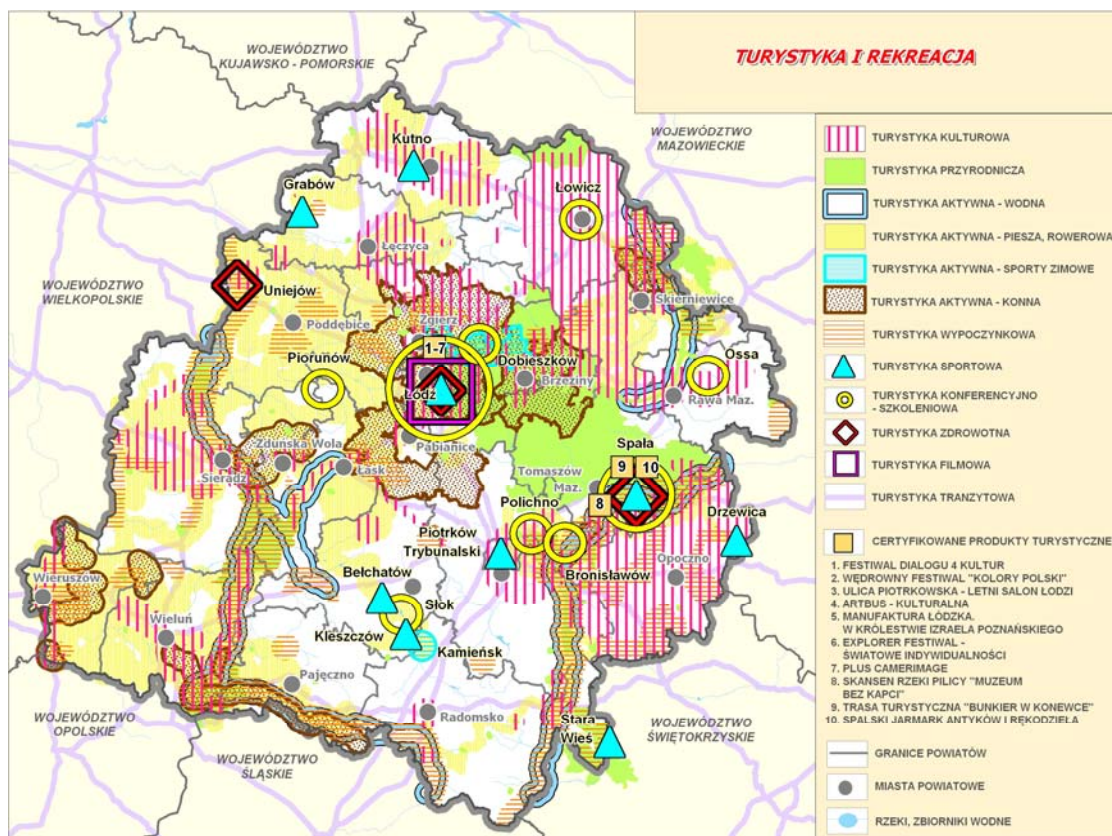 TURYSTYKA I REKREACJA
WOJEWÓDZTWO
KUJAWSKO - POMORSKIE
WOJEWÓDZTWO
MAZOWIECKIE
WOJEWÓDZTWO
WIELKOPOLSKIE
WOJEWÓDZTWO
OPOLSKIE
WOJEWÓDZTWO
ŚLĄSKIE
WOJEWÓDZTWO
ŚWIĘTOKRZYSKIE
Kutno
Grabów
Łowicz
Łęczyca
Uniejów
Poddębice
Zgierz
Skierniewice
1-7
Piorunów
Dobieszków
Ossa
Łódź
Brzeziny
Rawa Maz.
Pabianice
Zduńska Wola
Łask
Sieradz
Spała
9
10
8
Tomaszów
Maz.
Polichno
Drzewica
Piotrków
Trybunalski
Bronisławów
Opoczno
Bełchatów
Słok
Kleszczów
Kamieńsk
Wieruszów
Wieluń
Pajęczno
Radomsko
Stara
Wieś
TURYSTYKA KULTUROWA
TURYSTYKA PRZYRODNICZA
TURYSTYKA AKTYWNA - WODNA
TURYSTYKA AKTYWNA - PIESZA, ROWEROWA
TURYSTYKA AKTYWNA - SPORTY ZIMOWE
TURYSTYKA AKTYWNA - KONNA
TURYSTYKA WYPOCZYNKOWA
TURYSTYKA SPORTOWA
TURYSTYKA KONFERENCYJNO
- SZKOLENIOWA
TURYSTYKA ZDROWOTNA
TURYSTYKA FILMOWA
TURYSTYKA TRANZYTOWA
CERTYFIKOWANE PRODUKTY TURYSTYCZNE
1. FESTIWAL DIALOGU 4 KULTUR
2. WĘDROWNY FESTIWAL "KOLORY POLSKI"
3. ULICA PIOTRKOWSKA - LETNI SALON ŁODZI
4. ARTBUS - KULTURALNA
5. MANUFAKTURA ŁÓDZKA.
W KRÓLESTWIE IZRAELA POZNAŃSKIEGO
6. EXPLORER FESTIWAL -
ŚWIATOWE INDYWIDUALNOŚCI
7. PLUS CAMERIMAGE
8. SKANSEN RZEKI PILICY "MUZEUM
BEZ KAPCI"
9. TRASA TURYSTYCZNA "BUNKIER W KONEWCE"
10. SPALSKI JARMARK ANTYKÓW I RĘKODZIEŁA
GRANICE POWIATÓW
MIASTA POWIATOWE
RZEKI, ZBIORNIKI WODNE